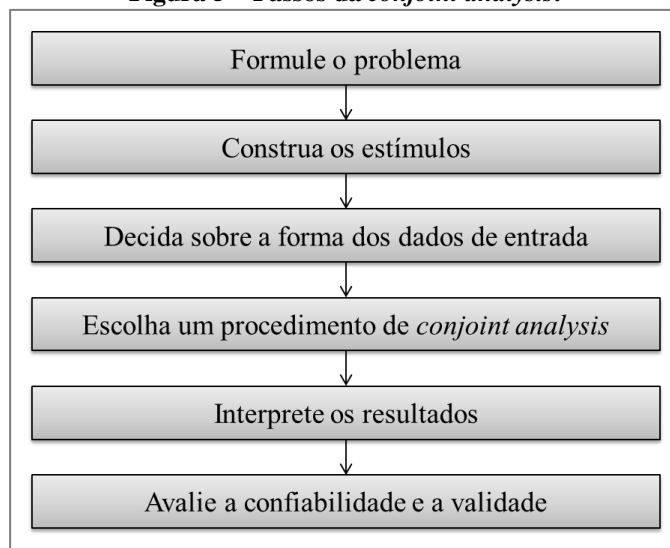 Formule o problema
Construa os estímulos
Decida sobre a forma dos dados de entrada
Escolha um procedimento de conjoint analysis
Interprete os resultados
Avalie a confiabilidade e a validade